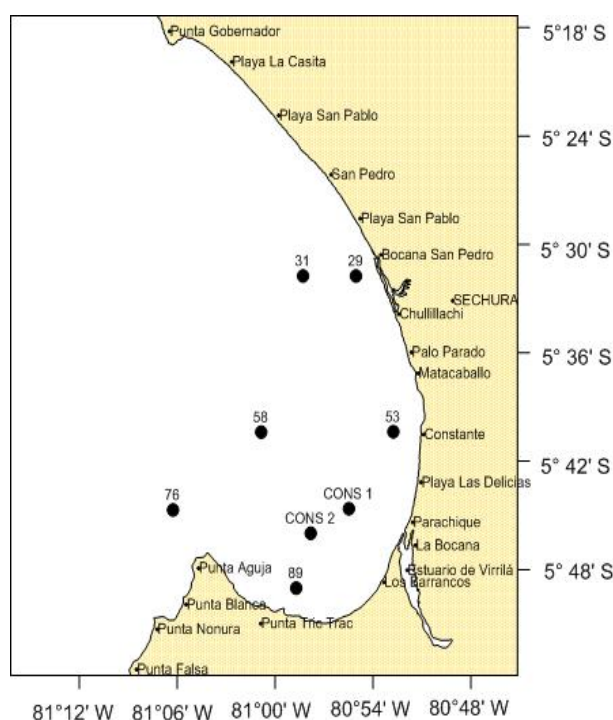 Punta Gobernador
5° 18' S
Playa La Casita
Playa San Pablo
5° 24' S
San Pedro
Playa San Pablo
5° 30' S
Bocana San Pedro
31
29
SECHURA
Chullillachi
5° 36' S
Palo Parado
Matacaballo
58
53
Constante
5° 42' S
Playa Las Delicias
76
CONS 1
CONS 2
Parachique
La Bocana
5° 48' S
Punta Aguja
Estuario de Virrilá
89
Los Barrancos
Punta Blanca
Punta Nonura
Punta Tric Trac
Punta Falsa
81°12' W 81°06' W 81°00' W 80°54' W 80°48' W